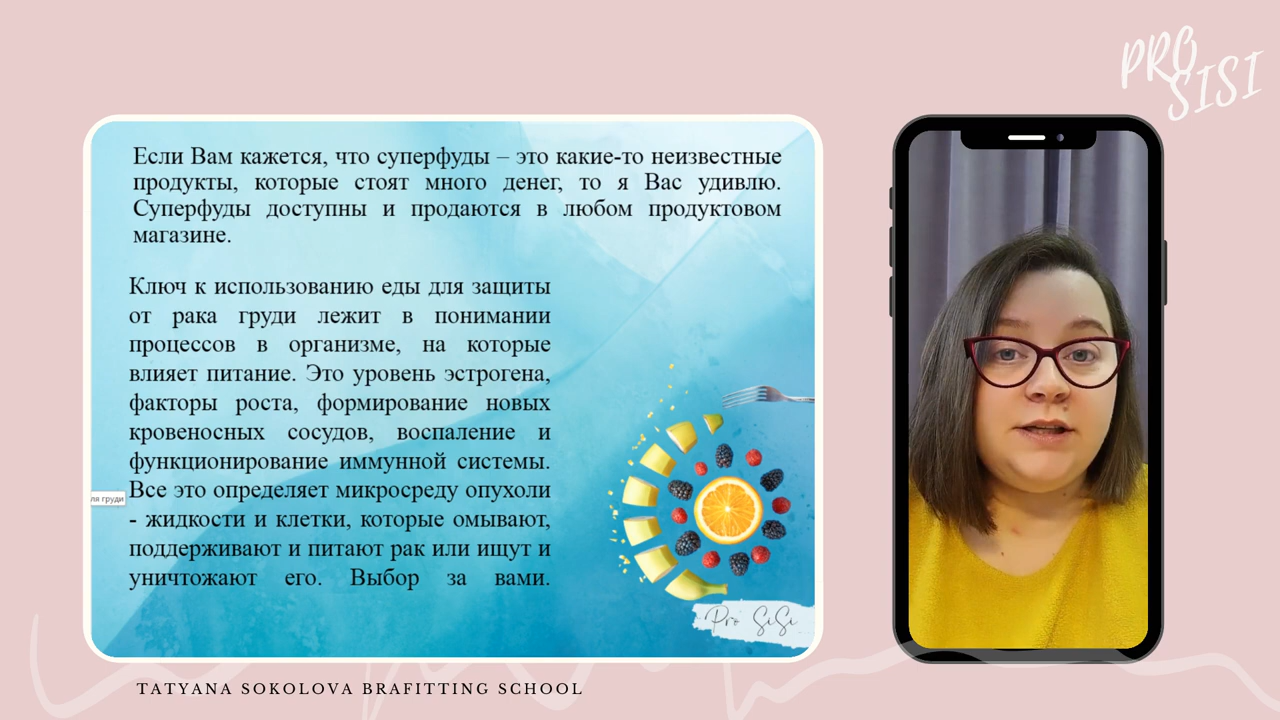 PRO
SISI
Если Вам кажется, что суперфуды – это какие-то неизвестные
продукты, которые стоят много денег, то я Вас удивлю.
Суперфуды доступны и продаются в любом продуктовом
магазине.
Ключ к использованию еды для защиты
от рака груди лежит в понимании
процессов в организме, на которые
влияет питание. Это уровень эстрогена,
факторы роста, формирование новых
кровеносных сосудов, воспаление и
функционирование иммунной системы.
Все это определяет микросреду опухоли
- жидкости и клетки, которые омывают,
поддерживают и питают рак или ищут и
уничтожают его. Выбор за вами.
ля груди
Pro SiSi
TATYANA SOKOLOVA BRAFITTING SCHOOL